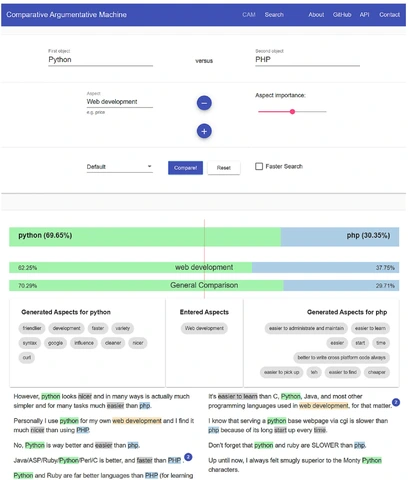 Comparative Argumentative Machine
CAM Search About GitHub API Contact
First object
Python
versus
Second object
PHP
Aspect
Web development
e.g. price
Aspect importance:
Default
Compare!
Reset
Faster Search
python (69.65%)
php (30.35%)
62.25% web development 37.75%
70.29% General Comparison 29.71%
Generated Aspects for python
friendlier development faster variety
syntax google influence cleaner nicer
curl
Entered Aspects
Web development
Generated Aspects for php
easier to administrate and maintain easier to learn
easier start time
better to write cross platform code always
easier to pick up teh easier to find cheaper
However, python looks nicer and in many ways is actually much
simpler and for many tasks much easier than php.
Personally I use python for my own web development and I find it
much nicer than using PHP.
No, Python is way better and easier than php.
Java/ASP/Ruby/Python/Perl/C is better, and faster than PHP 2
Python and Ruby are far better languages than PHP (for learning
It's easier to learn than C, Python, Java, and most other
programming languages used in web development, for that matter. 2
I know that serving a python base webpage via cgi is slower than
php because of its long start up every time.
Don't forget that python and ruby are SLOWER than php.
Up until now, I always felt smugly superior to the Monty Python
characters.